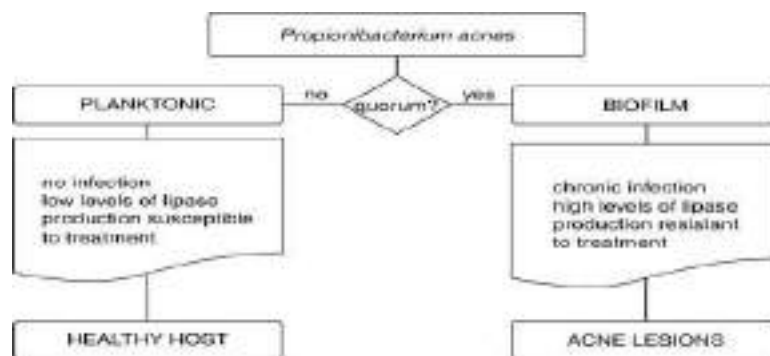 Propionibacterium acnes
PLANKTONIC
no
quorum?
yes
BIOFILM
no infection
low levels of lipase
production susceptible
to treatment
chronic infection
high levels of lipase
production resistant
to treatment
HEALTHY HOST
ACNE LESIONS